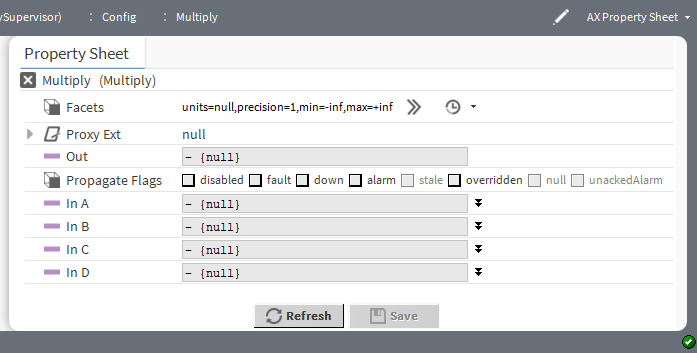 ySupervisor) : Config : Multiply AX Property Sheet
Property Sheet
Multiply (Multiply)
Facets units=null,precision=1,min=-inf,max=+inf
Proxy Ext null
Out - {null}
Propagate Flags disabled fault down alarm stale overridden null unackedAlarm
In A - {null}
In B - {null}
In C - {null}
In D - {null}
Refresh Save